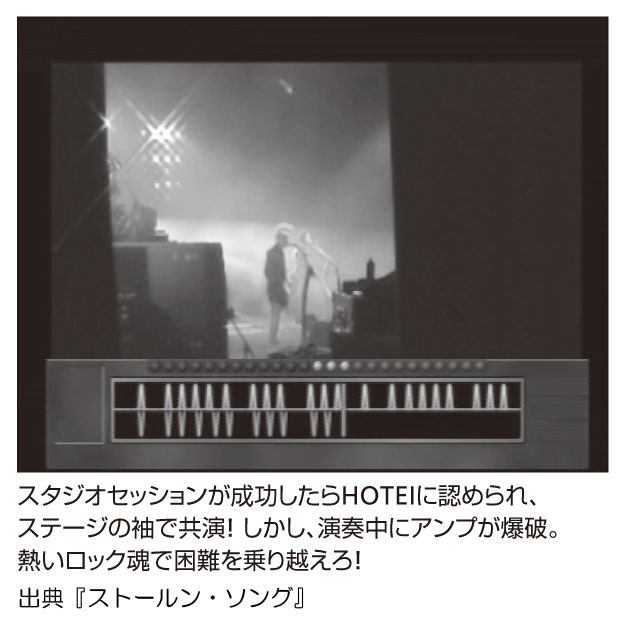 スタジオセッションが成功したらHOTEIに認められ、
ステージの袖で共演! しかし、演奏中にアンプが爆破。
熱いロック魂で困難を乗り越えろ!
出典『ストールン・ソング』